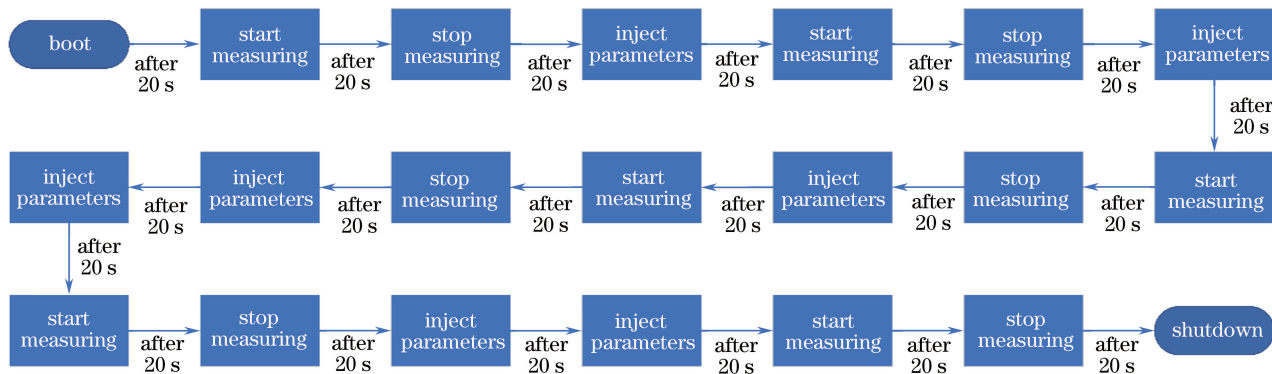 boot
after
20 s
start
measuring
after
20 s
stop
measuring
after
20 s
inject
parameters
after
20 s
start
measuring
after
20 s
stop
measuring
after
20 s
inject
parameters
after
20 s
start
measuring
after
20 s
stop
measuring
after
20 s
inject
parameters
after
20 s
start
measuring
after
20 s
stop
measuring
after
20 s
inject
parameters
after
20 s
inject
parameters
after
20 s
start
measuring
after
20 s
stop
measuring
after
20 s
inject
parameters
after
20 s
inject
parameters
after
20 s
start
measuring
after
20 s
stop
measuring
after
20 s
shutdown